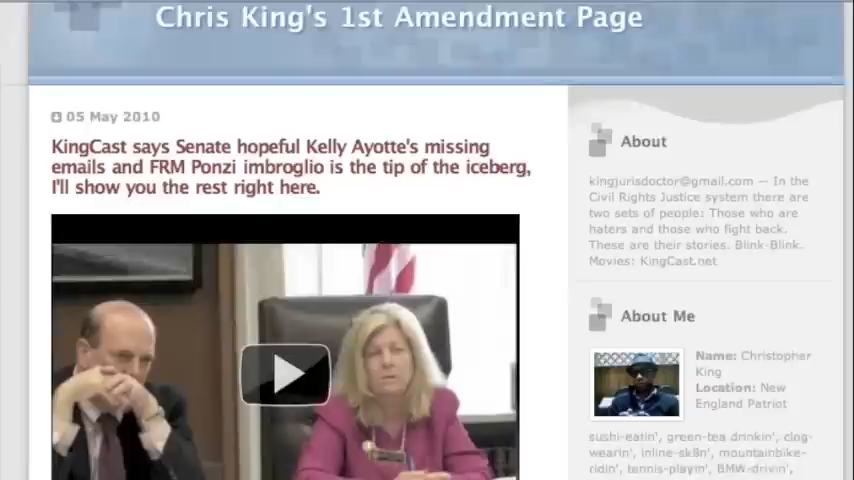 Chris King's 1st Amendment Page
05 May 2010
KingCast says Senate hopeful Kelly Ayotte's missing
emails and FRM Ponzi imbroglio is the tip of the iceberg,
I'll show you the rest right here.
About
kingjurisdoctor@gmail.com — In the
Civil Rights Justice system there are
two sets of people: Those who are
haters and those who fight back.
These are their stories. Blink-Blink.
Movies: KingCast.net
About Me
Name: Christopher
King
Location: New
England Patriot
sushi-eatin', green-tea drinkin', clog-
wearin', inline-sk8n', mountainbike-
ridin', tennis-playin', BMW-drivin',